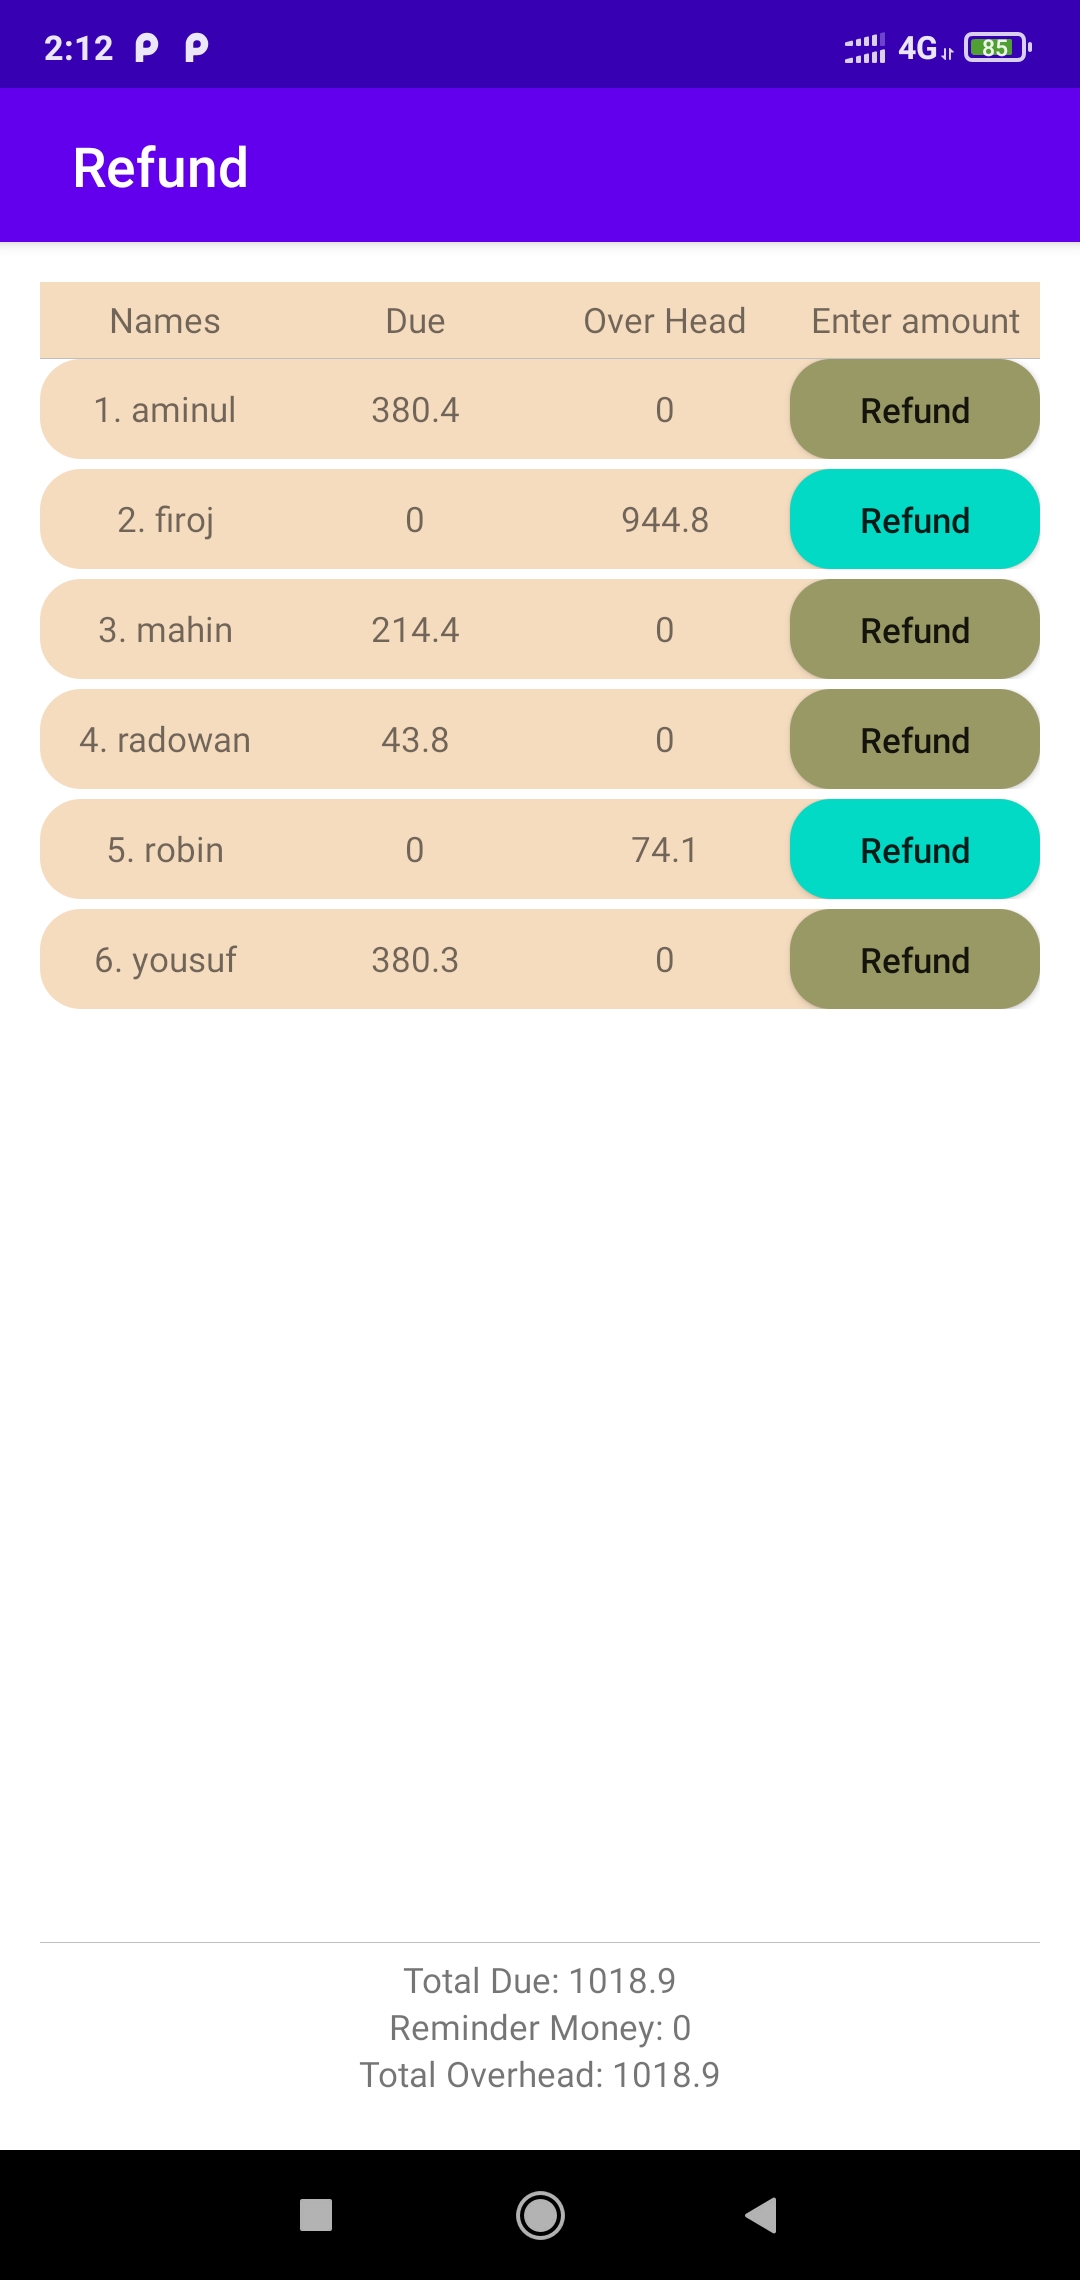 2:12 4G 85
Refund
Names Due Over Head Enter amount
1. aminul 380.4 0 Refund
2. firoj 0 944.8 Refund
3. mahin 214.4 0 Refund
4. radowan 43.8 0 Refund
5. robin 0 74.1 Refund
6. yousuf 380.3 0 Refund
Total Due: 1018.9
Reminder Money: 0
Total Overhead: 1018.9